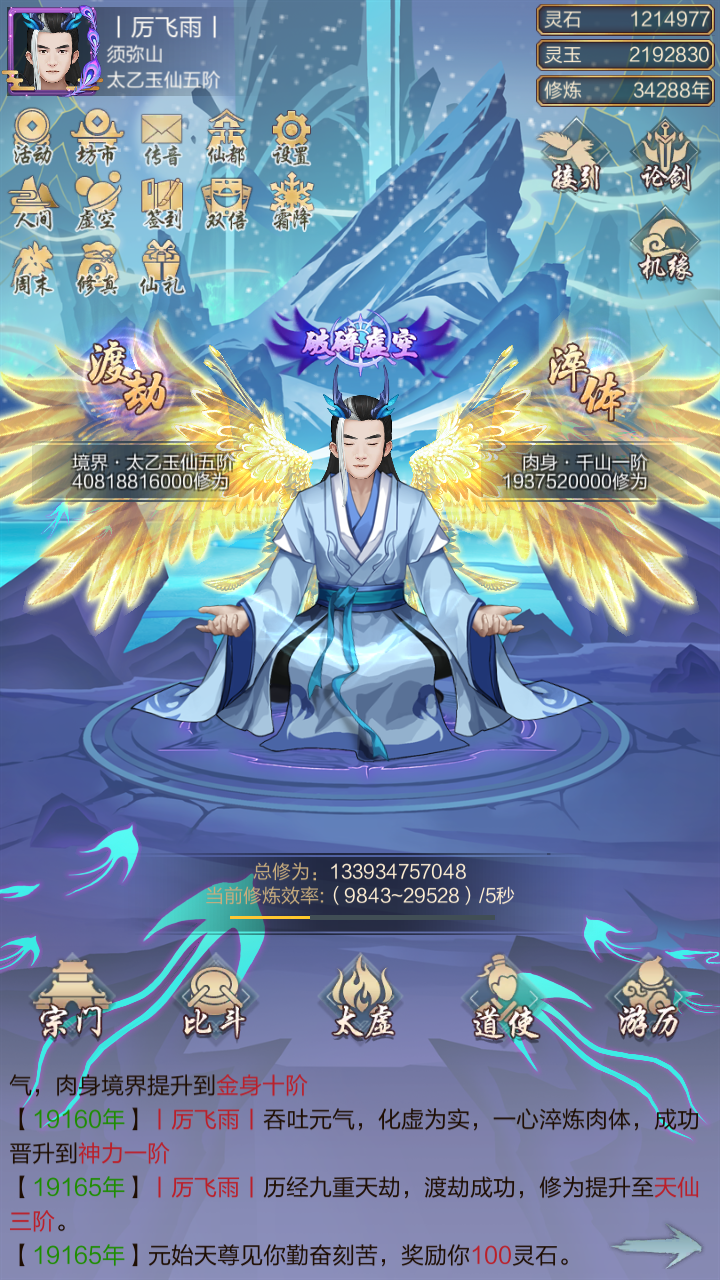 丨厉飞雨丨
须弥山
太乙玉仙五阶
灵石 1214977
灵玉 2192830
修炼 34288年
活动 坊市 传音 仙都 设置
接引 论剑
人间 虚空 签到 双倍 霜降
机缘
周末 修真 仙礼
破碎虚空
渡劫
淬体
境界·太乙玉仙五阶
40818816000修为
肉身·千山一阶
1937520000修为
总修为：133934757048
当前修炼效率:（9843~29528）/5秒
宗门 比斗 太虚 道使 游历
气，肉身境界提升到金身十阶
【19160年】丨厉飞雨丨吞吐元气，化虚为实，一心淬炼肉体，成功
晋升到神力一阶
【19165年】丨厉飞雨丨历经九重天劫，渡劫成功，修为提升至天仙
三阶。
【19165年】元始天尊见你勤奋刻苦，奖励你100灵石。